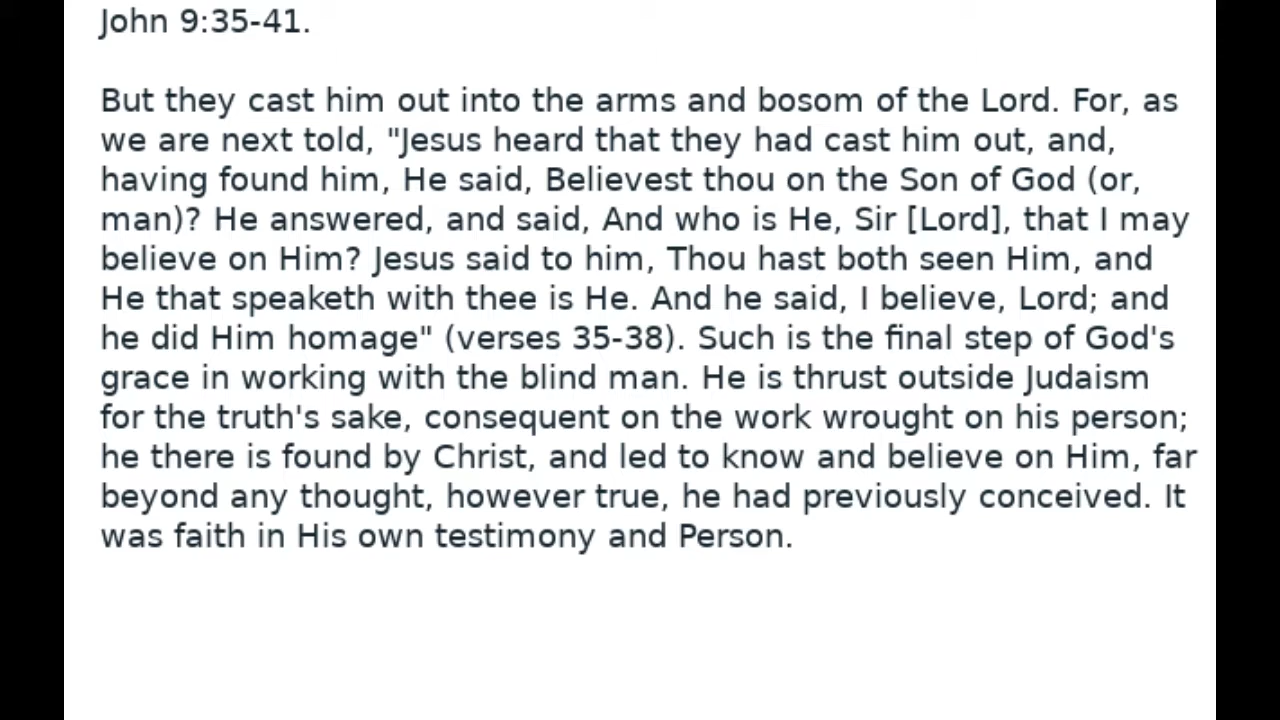 John 9:35-41.
But they cast him out into the arms and bosom of the Lord. For, as
we are next told, "Jesus heard that they had cast him out, and,
having found him, He said, Believest thou on the Son of God (or,
man)? He answered, and said, And who is He, Sir [Lord], that I may
believe on Him? Jesus said to him, Thou hast both seen Him, and
He that speaketh with thee is He. And he said, I believe, Lord; and
he did Him homage" (verses 35-38). Such is the final step of God's
grace in working with the blind man. He is thrust outside Judaism
for the truth's sake, consequent on the work wrought on his person;
he there is found by Christ, and led to know and believe on Him, far
beyond any thought, however true, he had previously conceived. It
was faith in His own testimony and Person.